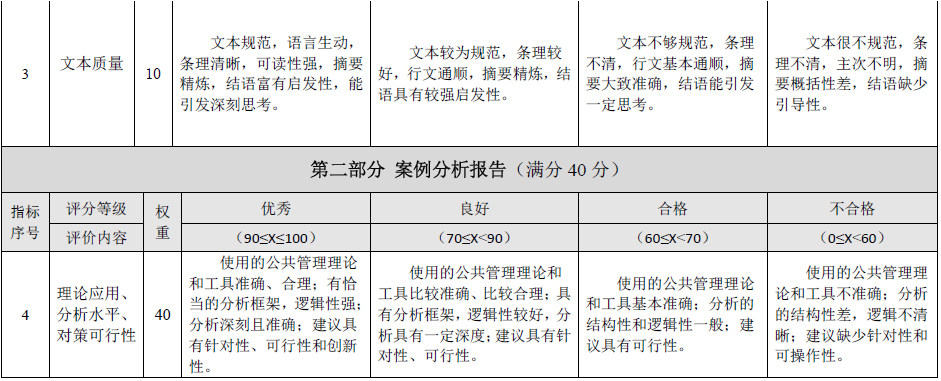 3
文本质量
10
文本规范，语言生动，
条理清晰，可读性强，摘要
精炼，结语富有启发性，能
引发深刻思考。
文本较为规范，条理较
好，行文通顺，摘要精炼，结
语具有较强启发性。
文本不够规范，条理
不清，行文基本通顺，摘
要大致准确，结语能引发
一定思考。
文本很不规范，条
理不清，主次不明，摘
要概括性差，结语缺少
引导性。
第二部分 案例分析报告（满分 40 分）
指标
序号
评分等级
评价内容
权
重
优秀
（90≤X≤100）
良好
（70≤X<90）
合格
（60≤X<70）
不合格
（0≤X<60）
4
理论应用、
分析水平、
对策可行性
40
使用的公共管理理论
和工具准确、合理；有恰
当的分析框架，逻辑性强；
分析深刻且准确；建议具
有针对性、可行性和创新
性。
使用的公共管理理论和
工具比较准确、比较合理；具
有分析框架，逻辑性较好，分
析具有一定深度；建议具有针
对性、可行性。
使用的公共管理理论
和工具基本准确；分析的
结构性和逻辑性一般；建
议具有可行性。
使用的公共管理理
论和工具不准确；分析
的结构性差，逻辑不清
晰；建议缺少针对性和
可操作性。